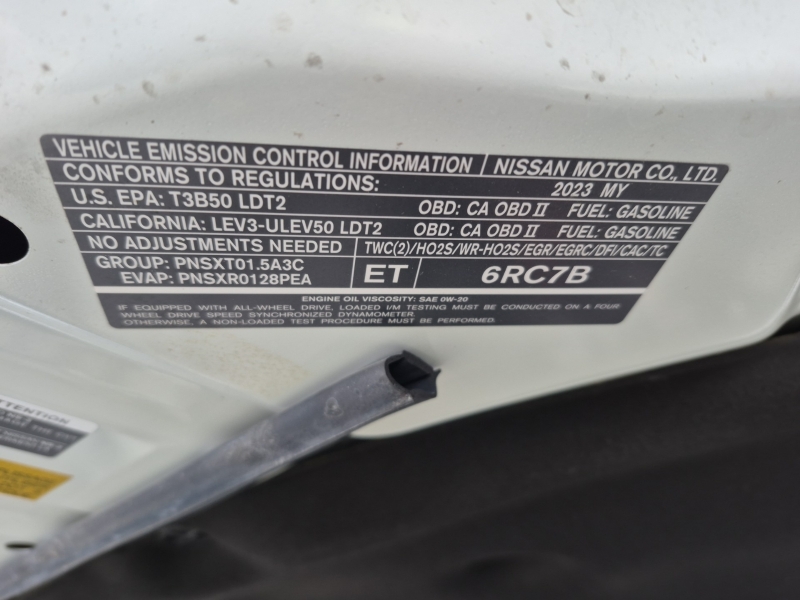 VEHICLE EMISSION CONTROL INFORMATION NISSAN MOTOR CO., LTD.
CONFORMS TO REGULATIONS: 2023 MY
U.S. EPA: T3B50 LDT2 OBD: CA OBD II FUEL: GASOLINE
CALIFORNIA: LEV3-ULEV50 LDT2 OBD: CA OBD II FUEL: GASOLINE
NO ADJUSTMENTS NEEDED TWC(2)/HO2S/WR-HO2S/EGR/EGRC/DFI/CAC/TC
GROUP: PNSXT01.5A3C
EVAP: PNSXR0128PEA
ET 6RC7B
ENGINE OIL VISCOSITY: SAE 0W-20
IF EQUIPPED WITH ALL-WHEEL DRIVE, LOADED I/M TESTING MUST BE CONDUCTED ON A FOUR-
WHEEL DRIVE SPEED SYNCHRONIZED DYNAMOMETER.
OTHERWISE, A NON-LOADED TEST PROCEDURE MUST BE PERFORMED.
ATTENTION